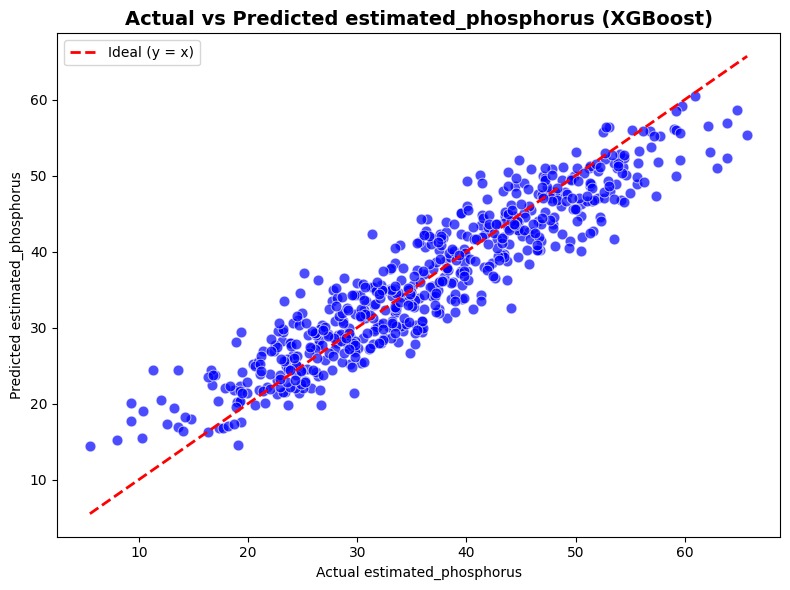 Actual vs Predicted estimated_phosphorus (XGBoost)
Ideal (y = x)
Predicted estimated_phosphorus
60
50
40
30
20
10
10 20 30 40 50 60
Actual estimated_phosphorus